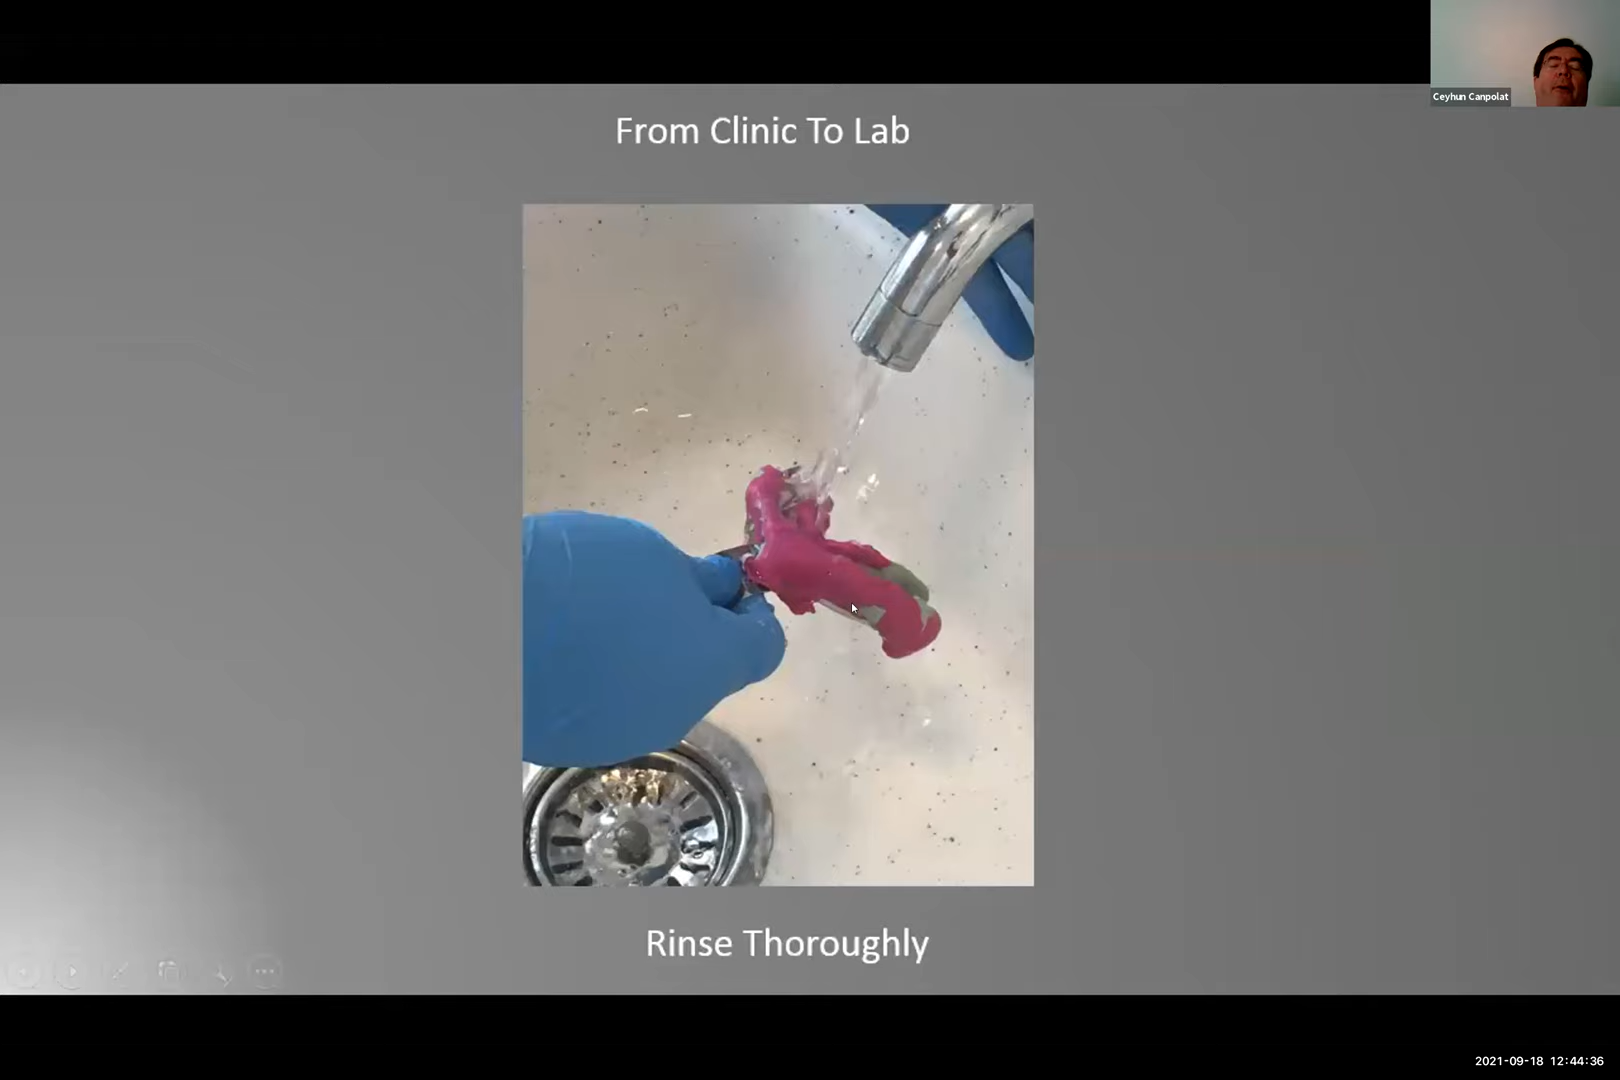 Ceyhun Canpolat
From Clinic To Lab
Rinse Thoroughly
2021-09-18 12:44:36